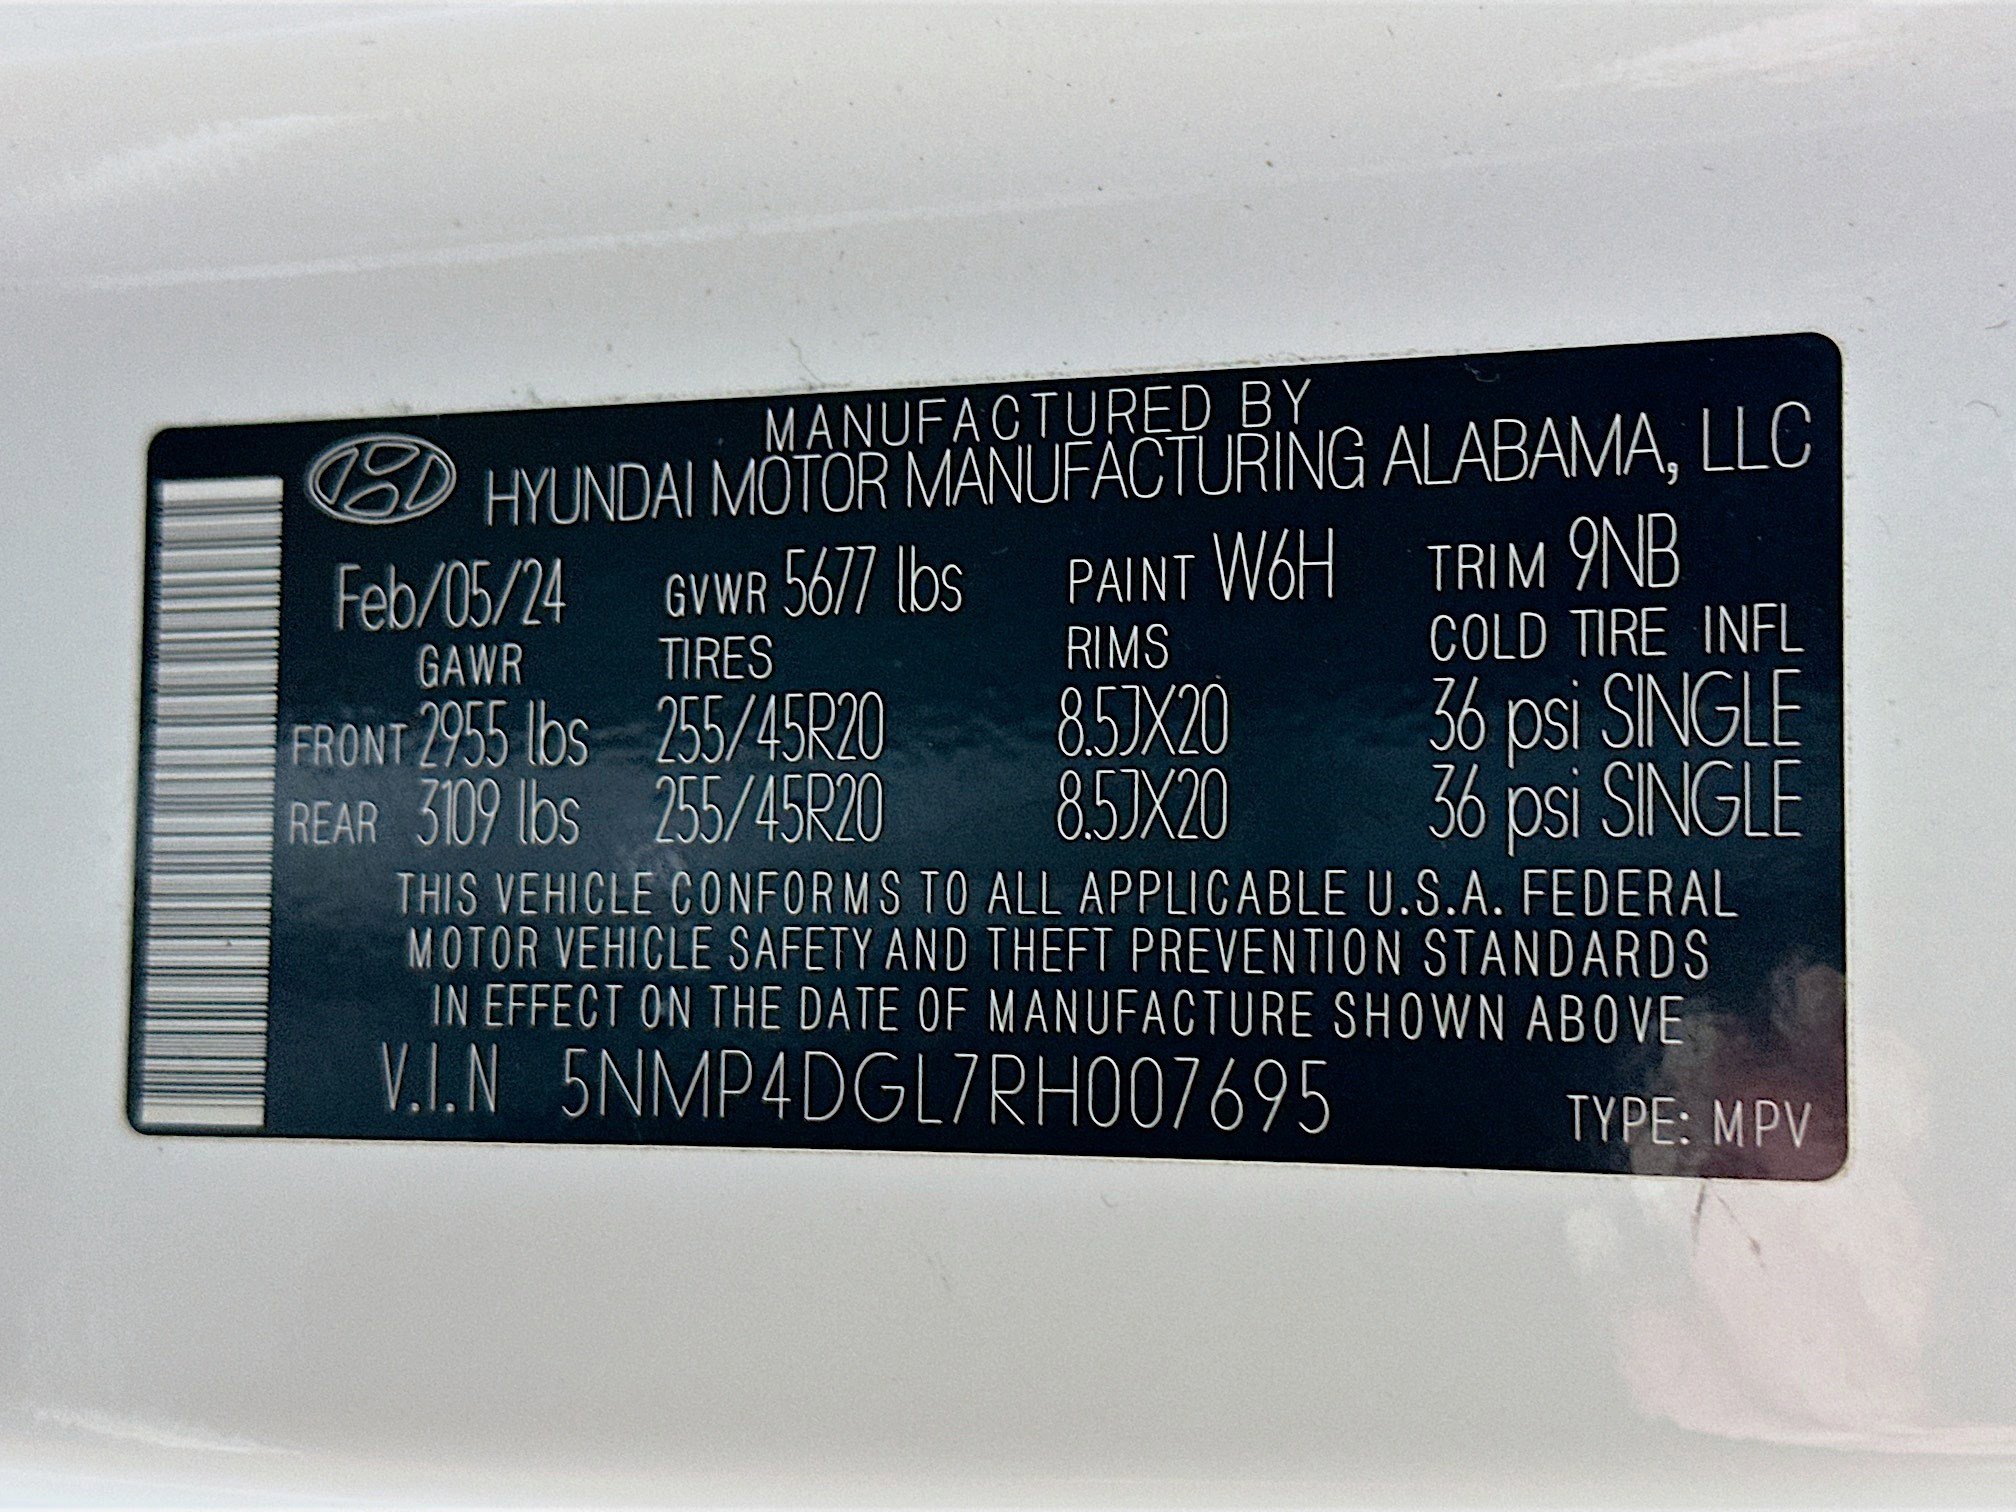 MANUFACTURED BY
HYUNDAI MOTOR MANUFACTURING ALABAMA, LLC
Feb/05/24 GVWR 5677 lbs PAINT W6H TRIM 9NB
GAWR TIRES RIMS COLD TIRE INFL
FRONT 2955 lbs 255/45R20 8.5JX20 36 psi SINGLE
REAR 3109 lbs 255/45R20 8.5JX20 36 psi SINGLE
THIS VEHICLE CONFORMS TO ALL APPLICABLE U.S.A. FEDERAL
MOTOR VEHICLE SAFETY AND THEFT PREVENTION STANDARDS
IN EFFECT ON THE DATE OF MANUFACTURE SHOWN ABOVE
V.I.N 5NMP4DGL7RH007695 TYPE: MPV